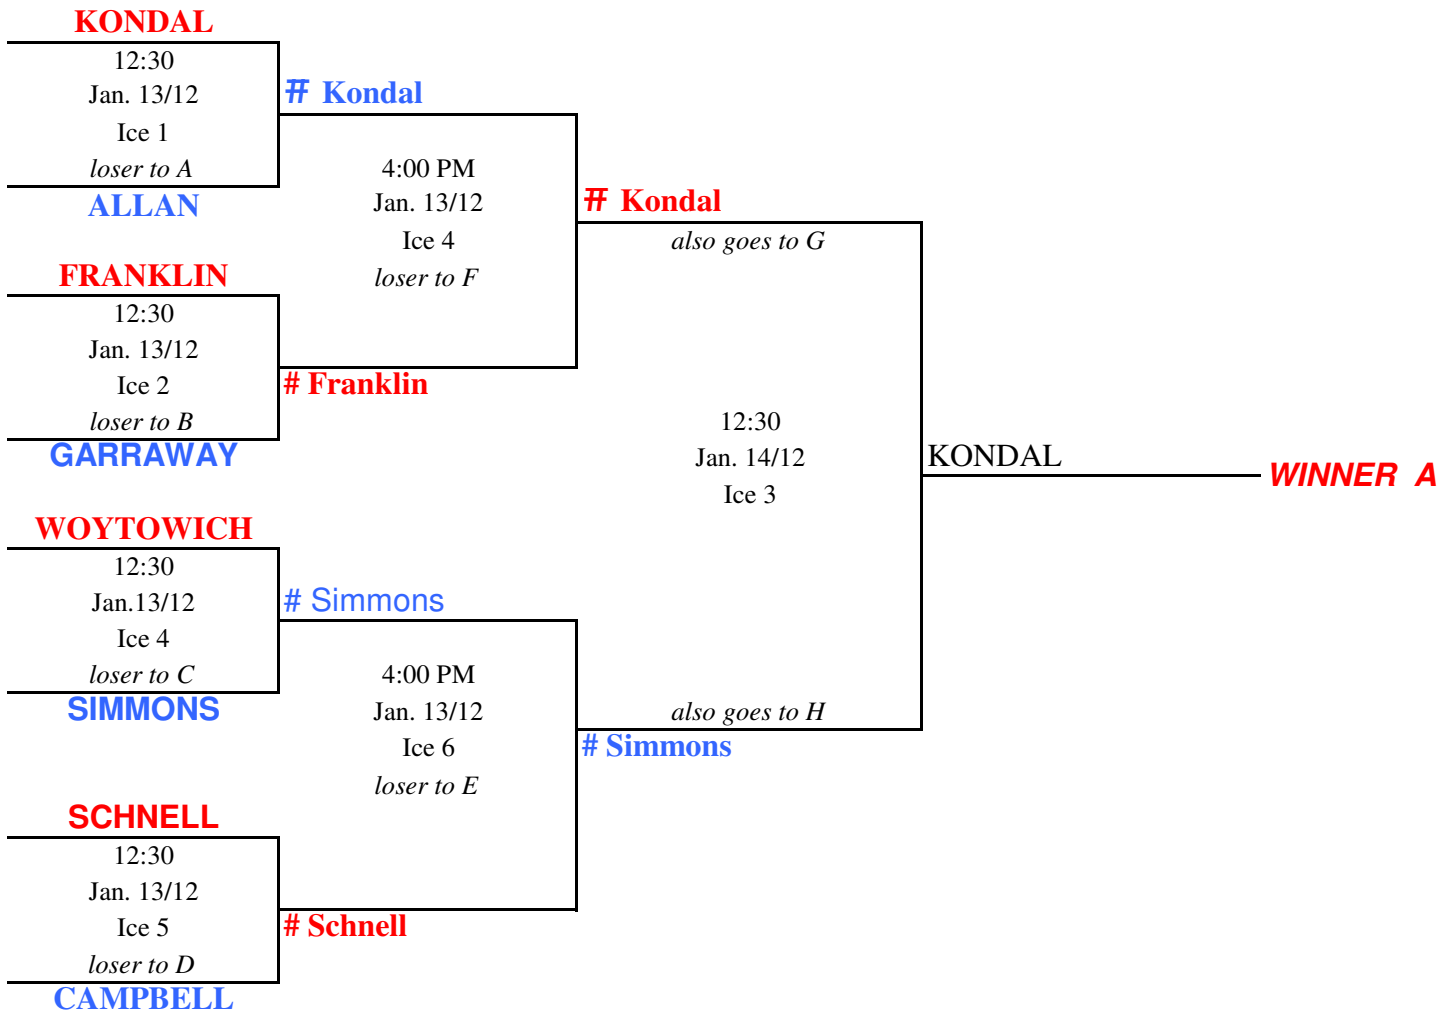 KONDAL
12:30
Jan. 13/12
Ice 1
loser to A
ALLAN
FRANKLIN
12:30
Jan. 13/12
Ice 2
loser to B
GARRAWAY
WOYTOWICH
12:30
Jan.13/12
Ice 4
loser to C
SIMMONS
SCHNELL
12:30
Jan. 13/12
Ice 5
loser to D
CAMPBELL
# Kondal
4:00 PM
Jan. 13/12
Ice 4
loser to F
# Franklin
# Simmons
4:00 PM
Jan. 13/12
Ice 6
loser to E
# Schnell
# Kondal
also goes to G
12:30
Jan. 14/12
Ice 3
also goes to H
# Simmons
KONDAL
WINNER A